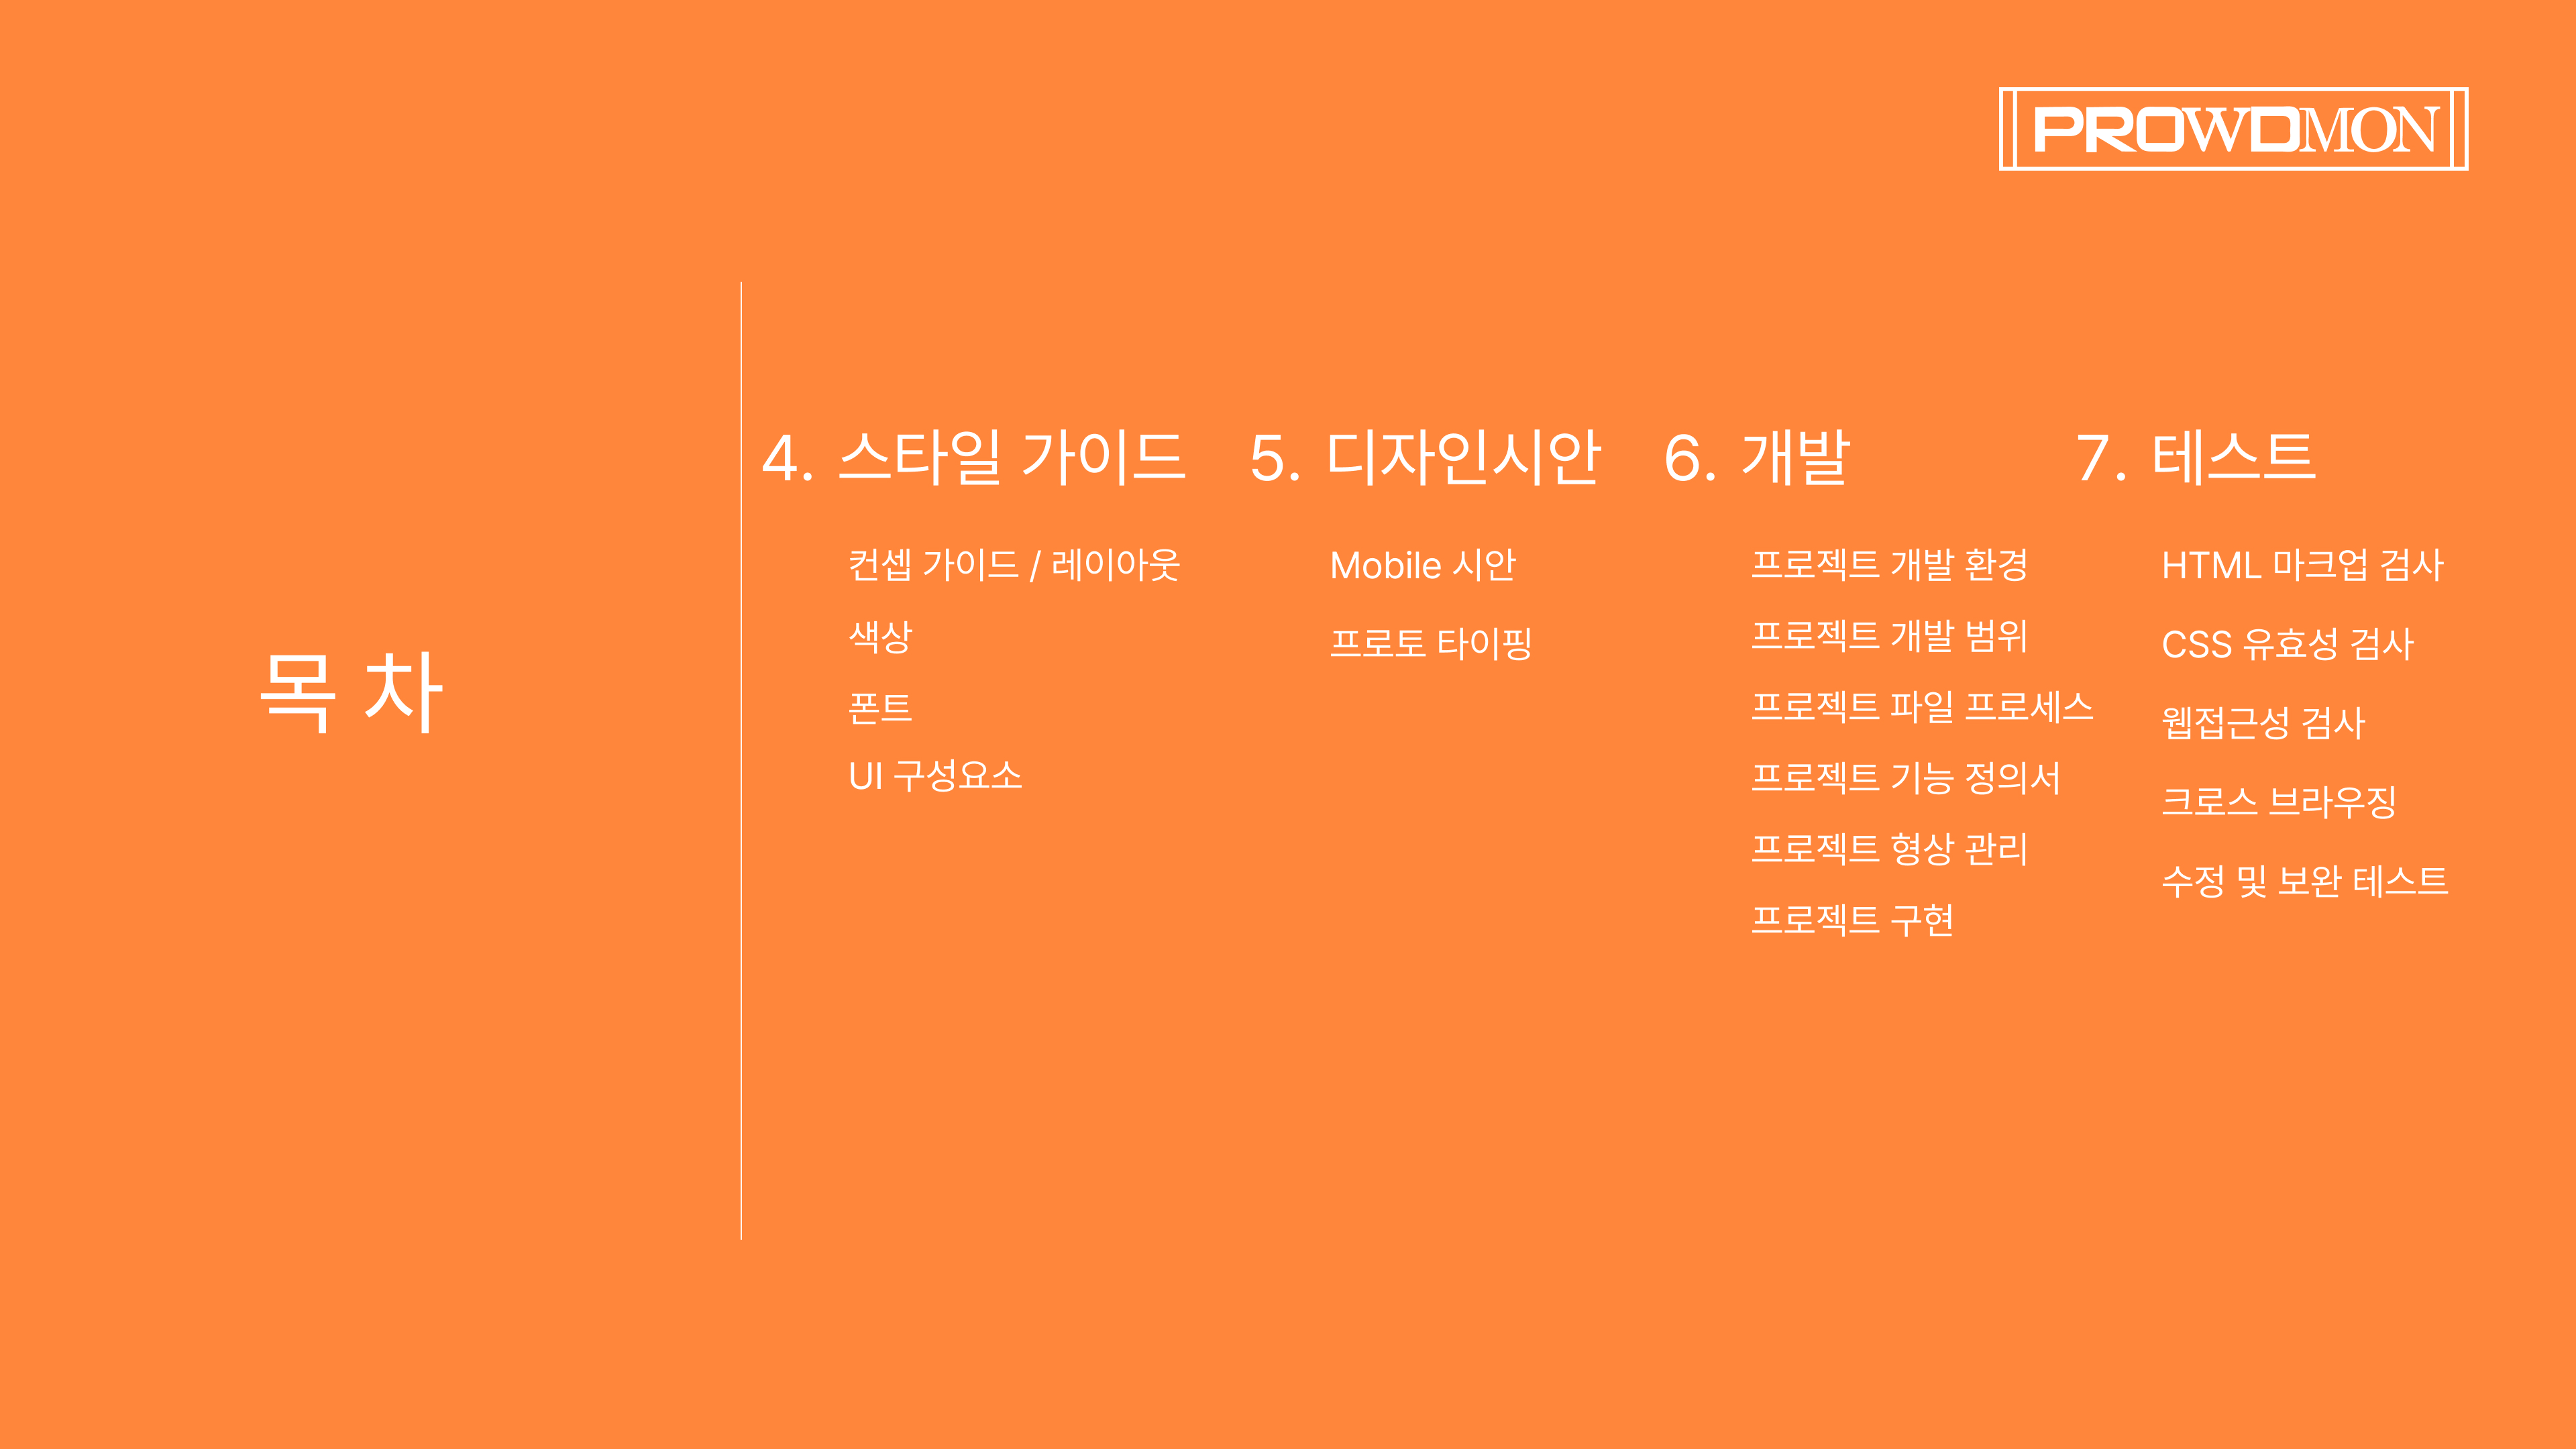 PROWDMON
목 차
4. 스타일 가이드
컨셉 가이드 / 레이아웃
색상
폰트
UI 구성요소
5. 디자인시안
Mobile 시안
프로토 타이핑
6. 개발
프로젝트 개발 환경
프로젝트 개발 범위
프로젝트 파일 프로세스
프로젝트 기능 정의서
프로젝트 형상 관리
프로젝트 구현
7. 테스트
HTML 마크업 검사
CSS 유효성 검사
웹접근성 검사
크로스 브라우징
수정 및 보완 테스트